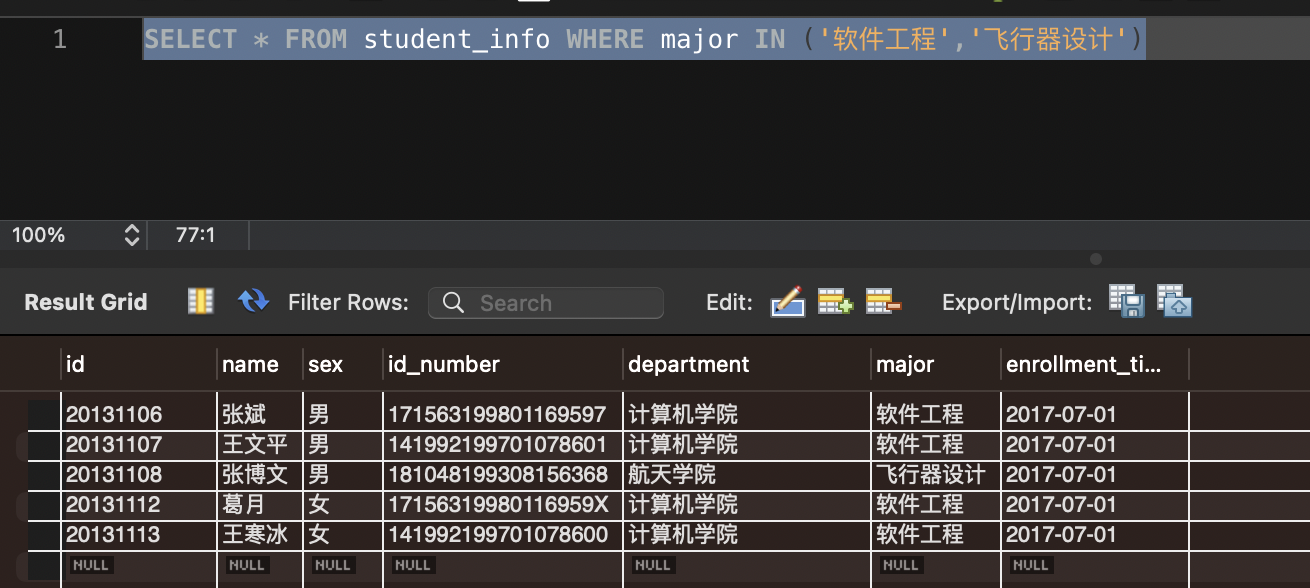 1 SELECT * FROM student_info WHERE major IN ('软件工程','飞行器设计')
100% 77:1
Result Grid Filter Rows: Search Edit: Export/Import:
id name sex id_number department major enrollment_ti...
20131106 张斌 男 171563199801169597 计算机学院 软件工程 2017-07-01
20131107 王文平 男 141992199701078601 计算机学院 软件工程 2017-07-01
20131108 张博文 男 181048199308156368 航天学院 飞行器设计 2017-07-01
20131112 葛月 女 17156319980116959X 计算机学院 软件工程 2017-07-01
20131113 王寒冰 女 141992199701078600 计算机学院 软件工程 2017-07-01
NULL NULL NULL NULL NULL NULL NULL